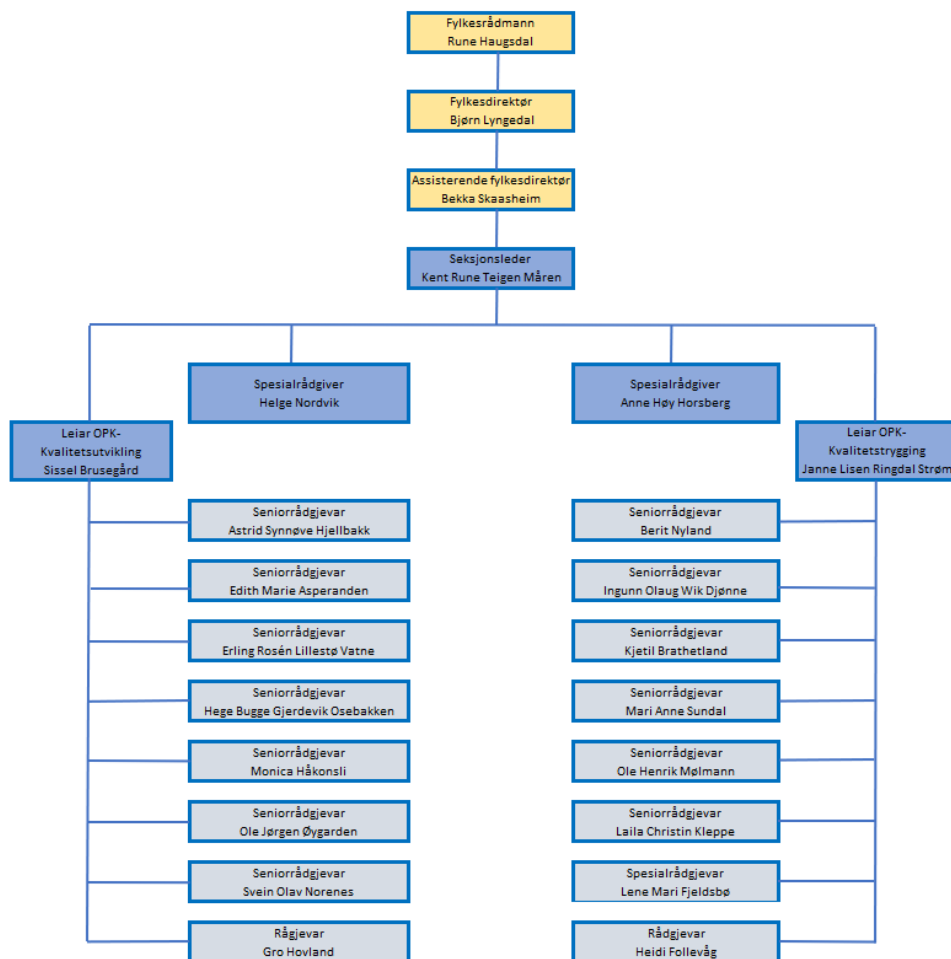 Fylkesrådmann
Rune Haugsdal
Fylkesdirektør
Bjørn Lyngedal
Assisterende fylkesdirektør
Bekka Skaasheim
Seksjonsleder
Kent Rune Teigen Måren
Spesialrådgiver
Helge Nordvik
Spesialrådgiver
Anne Høy Horsberg
Leiar OPK-
Kvalitetsutvikling
Sissel Brusegård
Leiar OPK-
Kvalitetstrygging
Janne Lisen Ringdal Strøm
Seniorrådgjevar
Astrid Synnøve Hjellbakk
Seniorrådgjevar
Edith Marie Asperanden
Seniorrådgjevar
Erling Rosén Lillestø Vatne
Seniorrådgjevar
Hege Bugge Gjerdevik Osebakken
Seniorrådgjevar
Monica Håkonsli
Seniorrådgjevar
Ole Jørgen Øygarden
Seniorrådgjevar
Svein Olav Norenes
Rågjevar
Gro Hovland
Seniorrådgjevar
Berit Nyland
Seniorrådgjevar
Ingunn Olaug Wik Djønne
Seniorrådgjevar
Kjetil Brathetland
Seniorrådgjevar
Mari Anne Sundal
Seniorrådgjevar
Ole Henrik Mølmann
Seniorrådgjevar
Laila Christin Kleppe
Spesialrådgjevar
Lene Mari Fjeldsbø
Rådgjevar
Heidi Follevåg